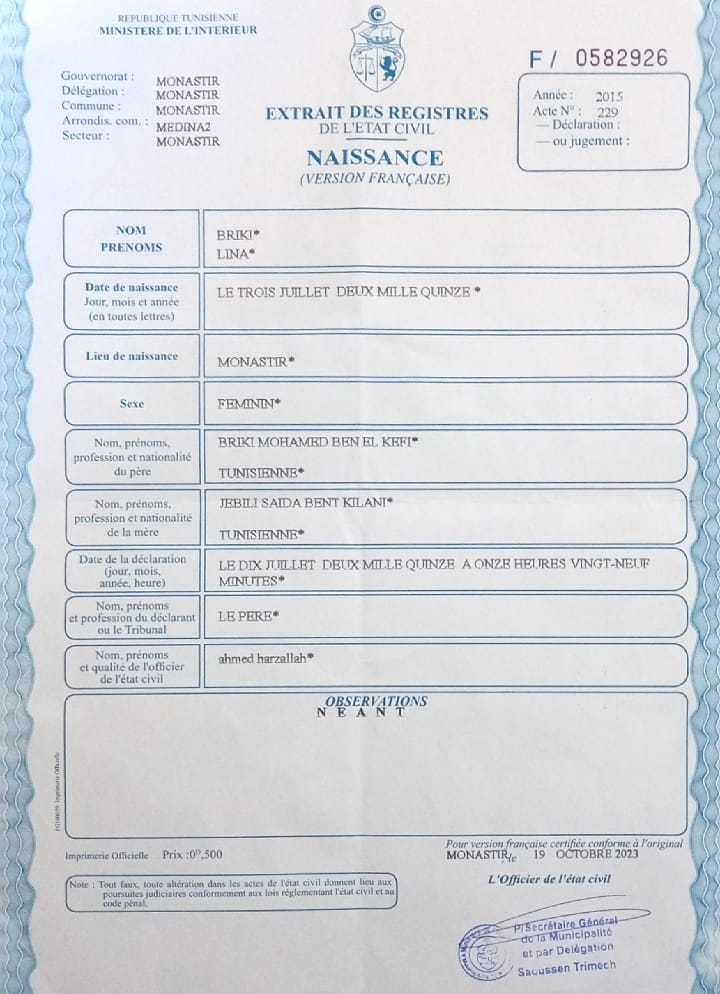 REPUBLIQUE TUNISIENNE
MINISTERE DE L'INTERIEUR
Gouvernorat : MONASTIR
Délégation : MONASTIR
Commune : MONASTIR
Arrondis. com. : MEDINA2
Secteur : MONASTIR
EXTRAIT DES REGISTRES
DE L'ETAT CIVIL
NAISSANCE
(VERSION FRANÇAISE)
F / 0582926
Année : 2015
Acte N° : 229
— Déclaration :
— ou jugement :
NOM
PRENOMS
BRIKI*
LINA*
Date de naissance
Jour, mois et année
(en toutes lettres)
LE TROIS JUILLET DEUX MILLE QUINZE *
Lieu de naissance
MONASTIR*
Sexe
FEMININ*
Nom, prénoms,
profession et nationalité
du père
BRIKI MOHAMED BEN EL KEFI*
TUNISIENNE*
Nom, prénoms,
profession et nationalité
de la mère
JEBILI SAIDA BENT KILANI*
TUNISIENNE*
Date de la déclaration
(jour, mois,
année, heure)
LE DIX JUILLET DEUX MILLE QUINZE A ONZE HEURES VINGT-NEUF
MINUTES*
Nom, prénoms
et profession du déclarant
ou le Tribunal
LE PERE*
Nom, prénoms
et qualité de l'officier
de l'état civil
ahmed harzallah*
OBSERVATIONS
N E A N T
Imprimerie Officielle
Imprimerie Officielle Prix :0ᴰ,500
Pour version française certifiée conforme à l'original
MONASTIR, le 19 OCTOBRE 2023
L'Officier de l'état civil
Note : Tout faux, toute altération dans les actes de l'état civil donnent lieu aux
poursuites judiciaires conformement aux lois règlementant l'état civil et au
code pénal.
P/Secrétaire Général
de la Municipalité
et par Délégation
Saoussen Trimech